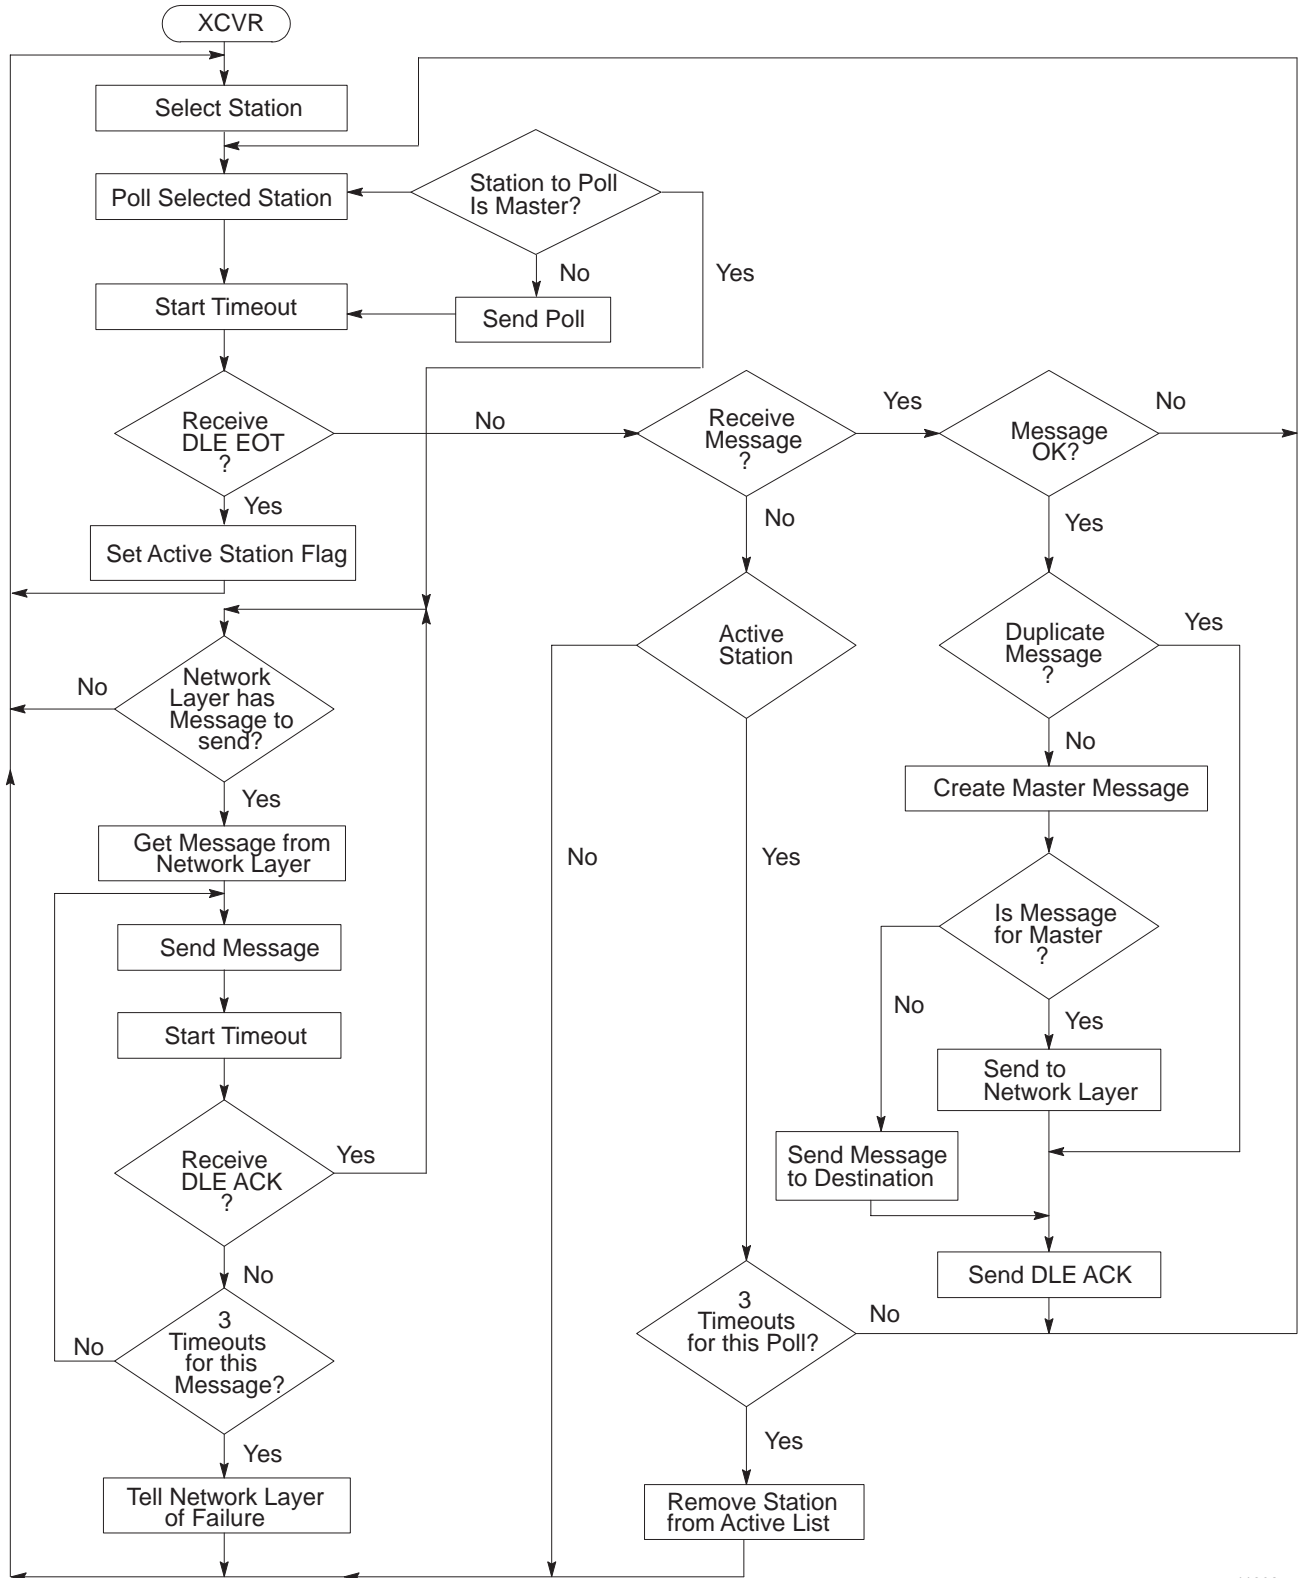 XCVR
Select Station
Poll Selected Station
Station to Poll
Is Master?
No
Yes
Start Timeout
Send Poll
Receive
DLE EOT
?
No
Yes
Receive
Message
?
Yes
No
Message
OK?
No
Yes
Set Active Station Flag
Active
Station
Duplicate
Message
?
Yes
No
Network
Layer has
Message to
send?
No
Yes
Create Master Message
Get Message from
Network Layer
No
Yes
Send Message
Is Message
for Master
?
No
Yes
Start Timeout
Send to
Network Layer
Receive
DLE ACK
?
Yes
No
Send Message
to Destination
Send DLE ACK
3
Timeouts
for this
Message?
No
Yes
3
Timeouts
for this Poll?
No
Yes
Tell Network Layer
of Failure
Remove Station
from Active List